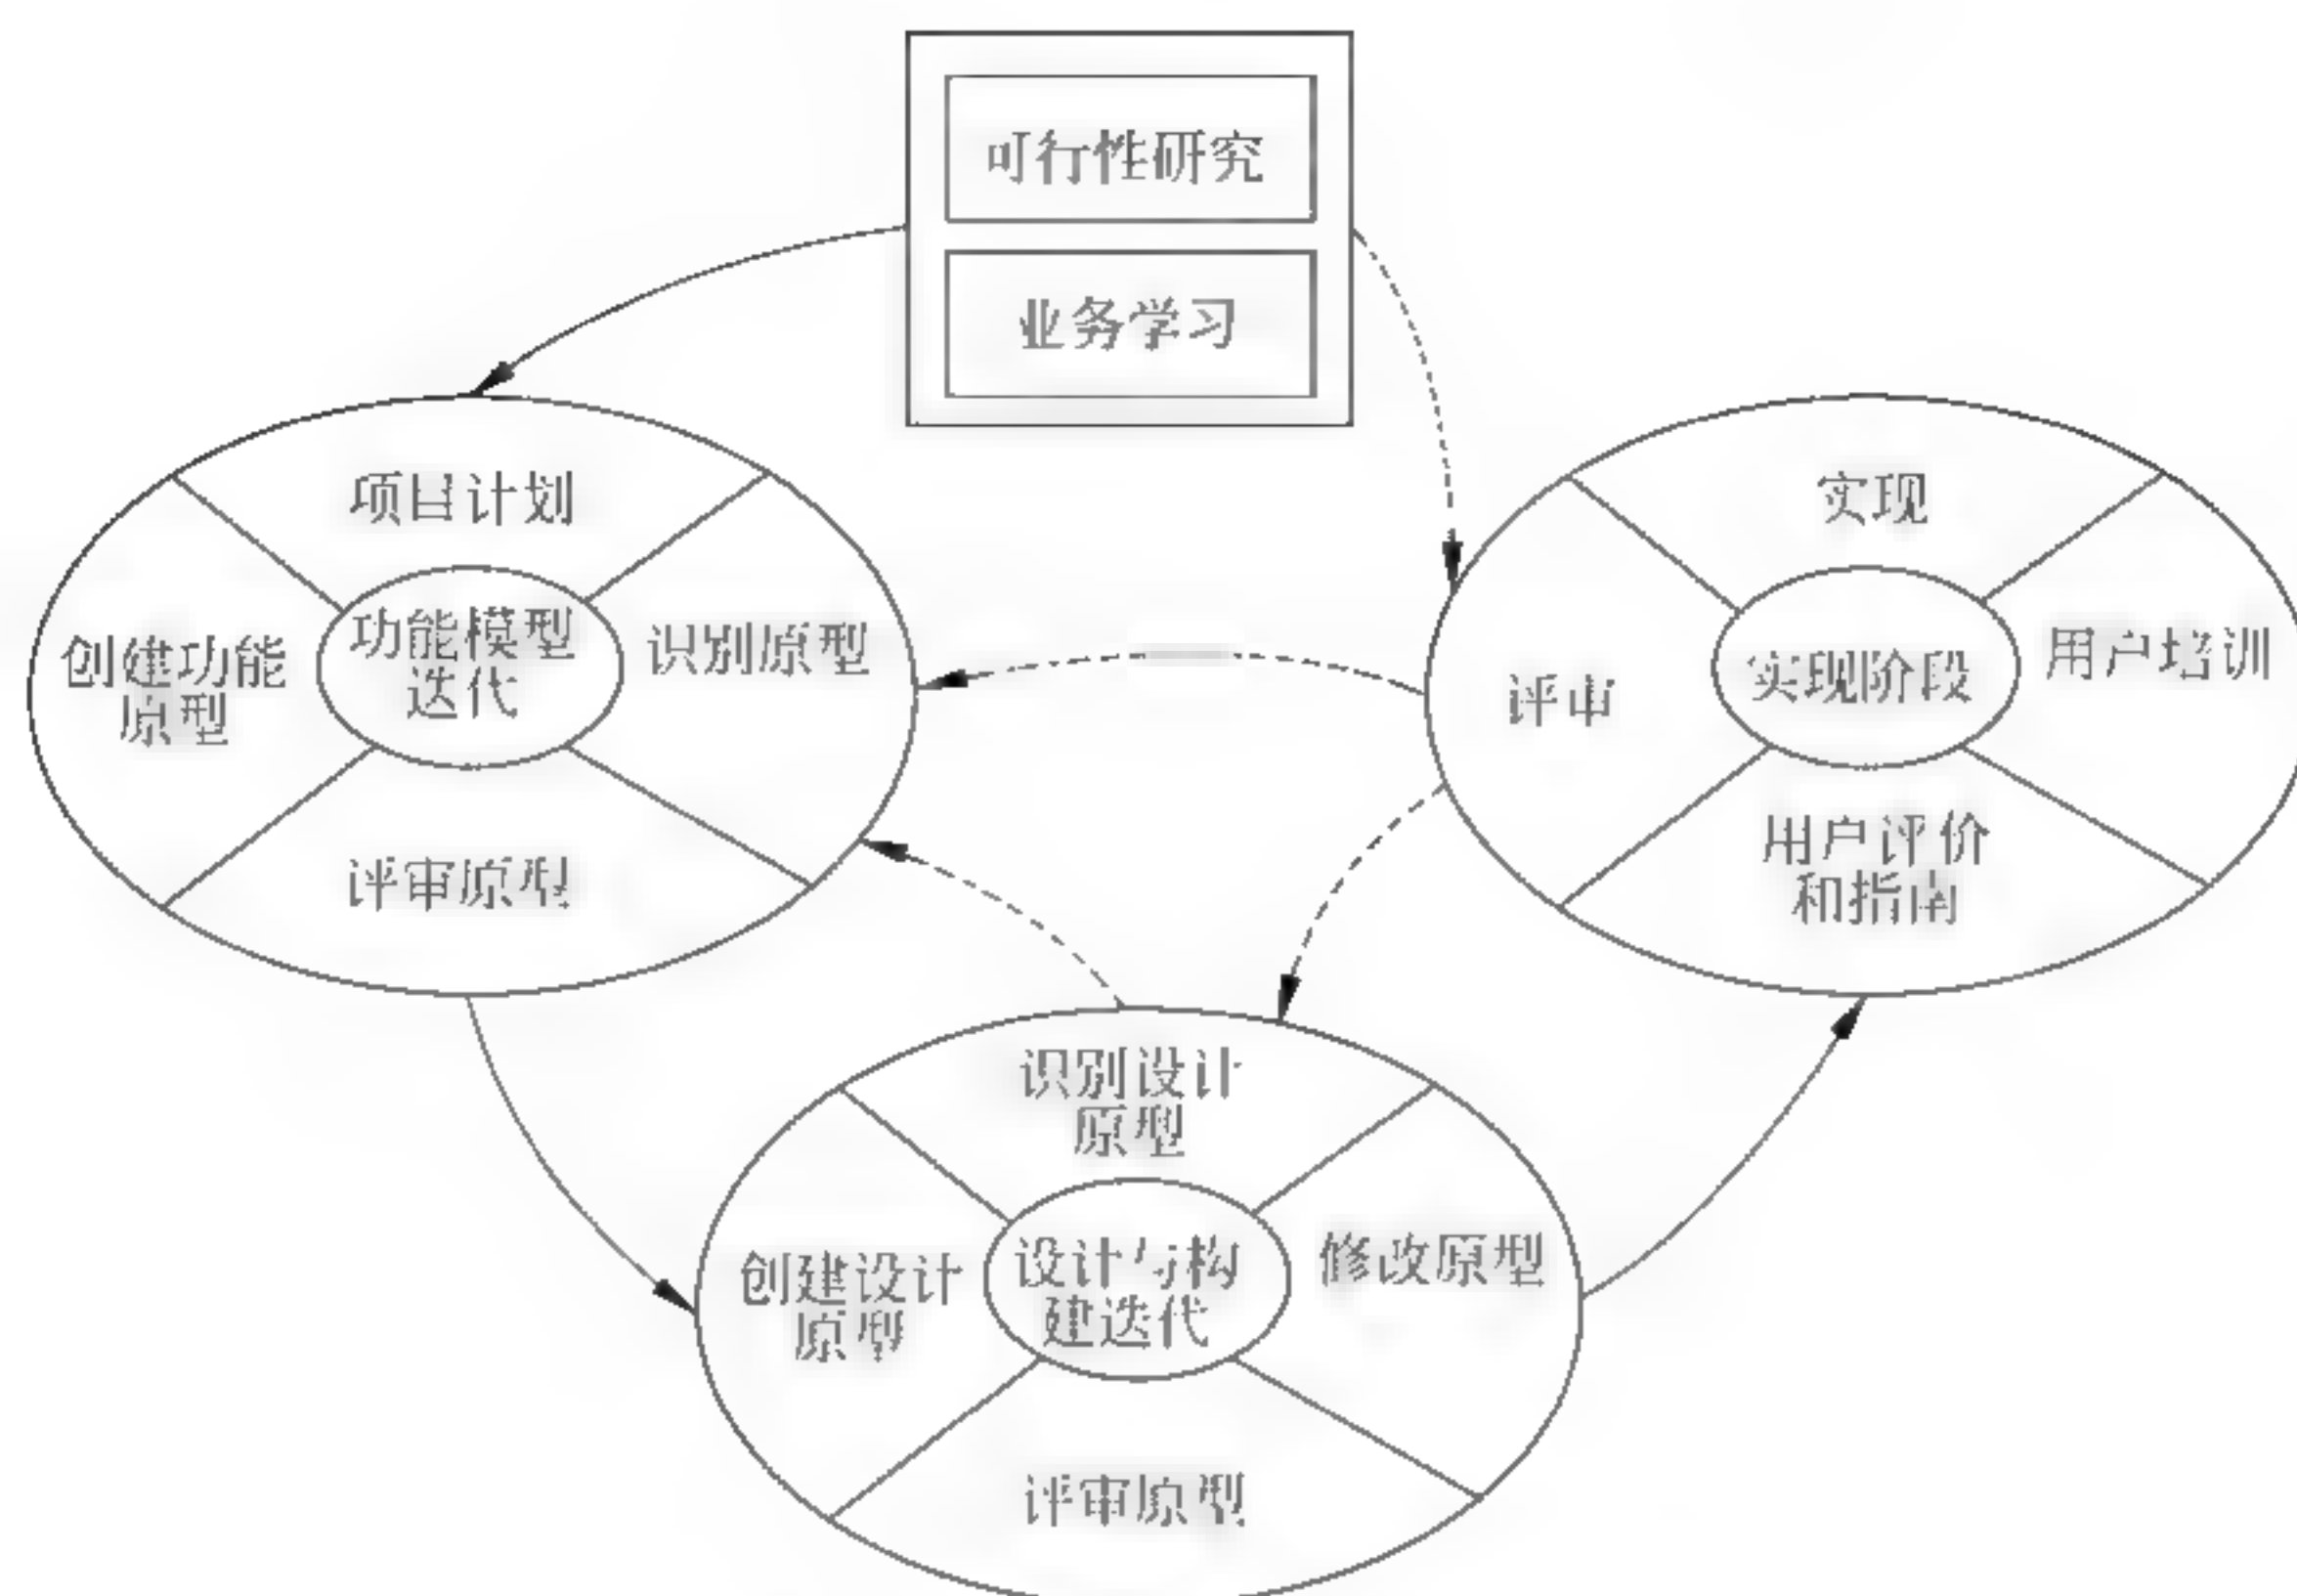 可行性研究
业务学习
项目计划
功能模型
迭代
识别原型
创建功能
原型
评审原型
实现
实现阶段
用户培训
评审
用户评价
和指南
识别设计
原型
设计与构
建迭代
修改原型
创建设计
原型
评审原型